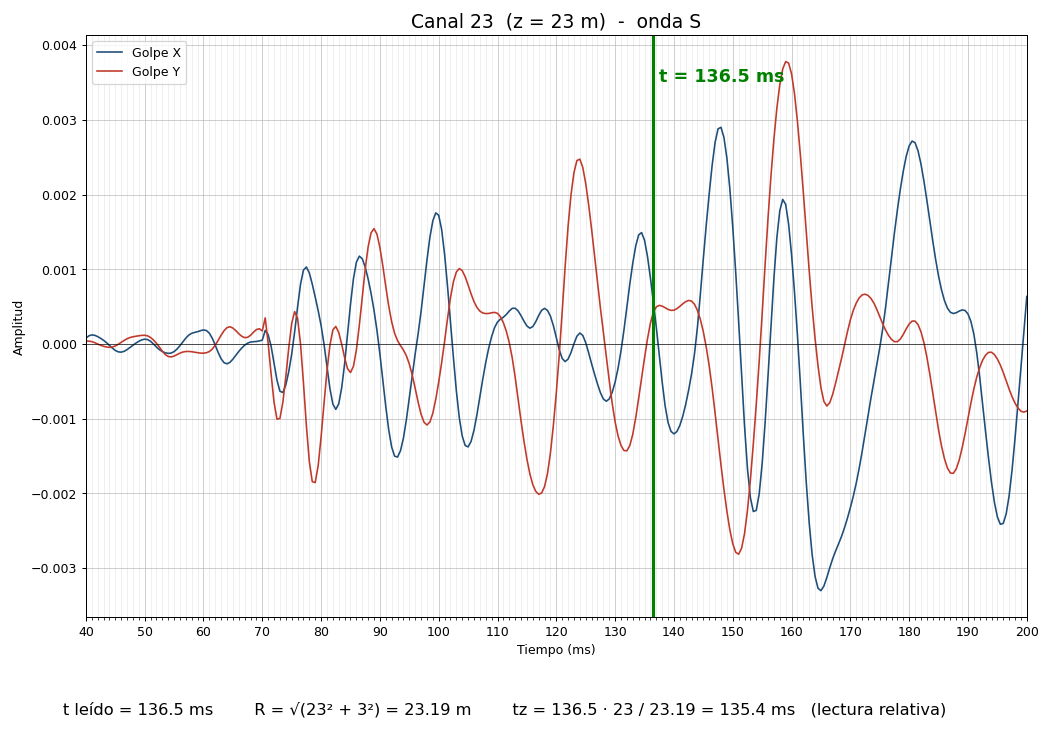 Canal 23 (z = 23 m) - onda S
Golpe X
Golpe Y
t = 136.5 ms
Amplitud
0.004
0.003
0.002
0.001
0.000
−0.001
−0.002
−0.003
40 50 60 70 80 90 100 110 120 130 140 150 160 170 180 190 200
Tiempo (ms)
t leído = 136.5 ms R = √(23² + 3²) = 23.19 m tz = 136.5 · 23 / 23.19 = 135.4 ms (lectura relativa)